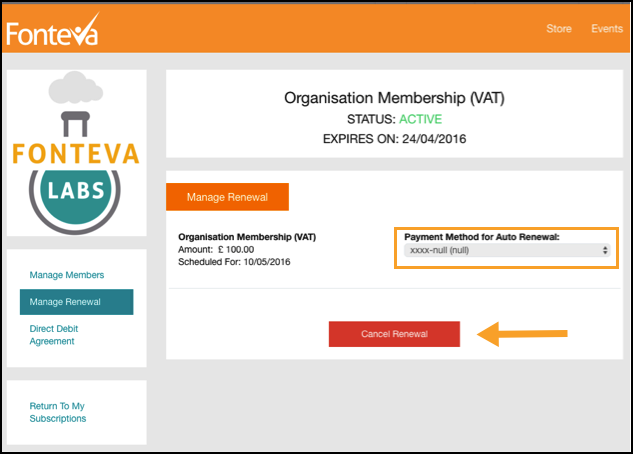 Fonteva
Store
Events
FONTEVA
LABS
Organisation Membership (VAT)
STATUS: ACTIVE
EXPIRES ON: 24/04/2016
Manage Renewal
Organisation Membership (VAT)
Amount: £ 100.00
Scheduled For: 10/05/2016
Payment Method for Auto Renewal:
xxxx-null (null)
Cancel Renewal
Manage Members
Manage Renewal
Direct Debit
Agreement
Return To My
Subscriptions